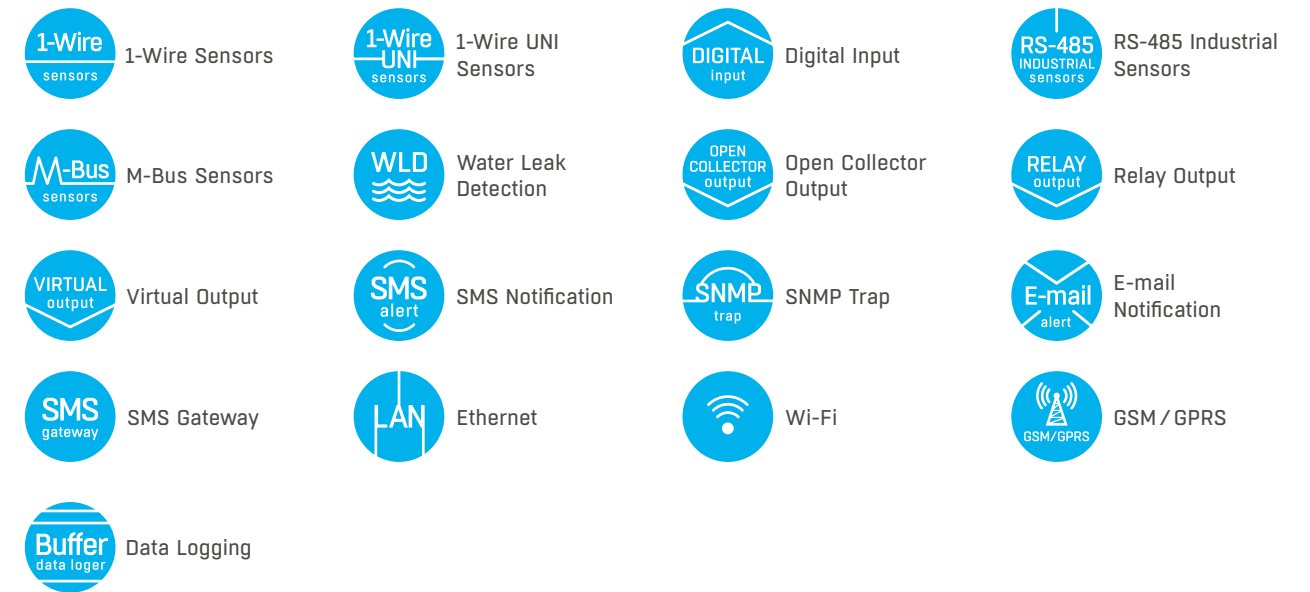 1-Wire
sensors
1-Wire Sensors
1-Wire
UNI
sensors
1-Wire UNI
Sensors
DIGITAL
input
Digital Input
RS-485
INDUSTRIAL
sensors
RS-485 Industrial
Sensors
M-Bus
sensors
M-Bus Sensors
WLD
Water Leak
Detection
OPEN
COLLECTOR
output
Open Collector
Output
RELAY
output
Relay Output
VIRTUAL
output
Virtual Output
SMS
alert
SMS Notification
SNMP
trap
SNMP Trap
E-mail
alert
E-mail
Notification
SMS
gateway
SMS Gateway
LAN
Ethernet
Wi-Fi
GSM/GPRS
GSM/GPRS
Buffer
data loger
Data Logging